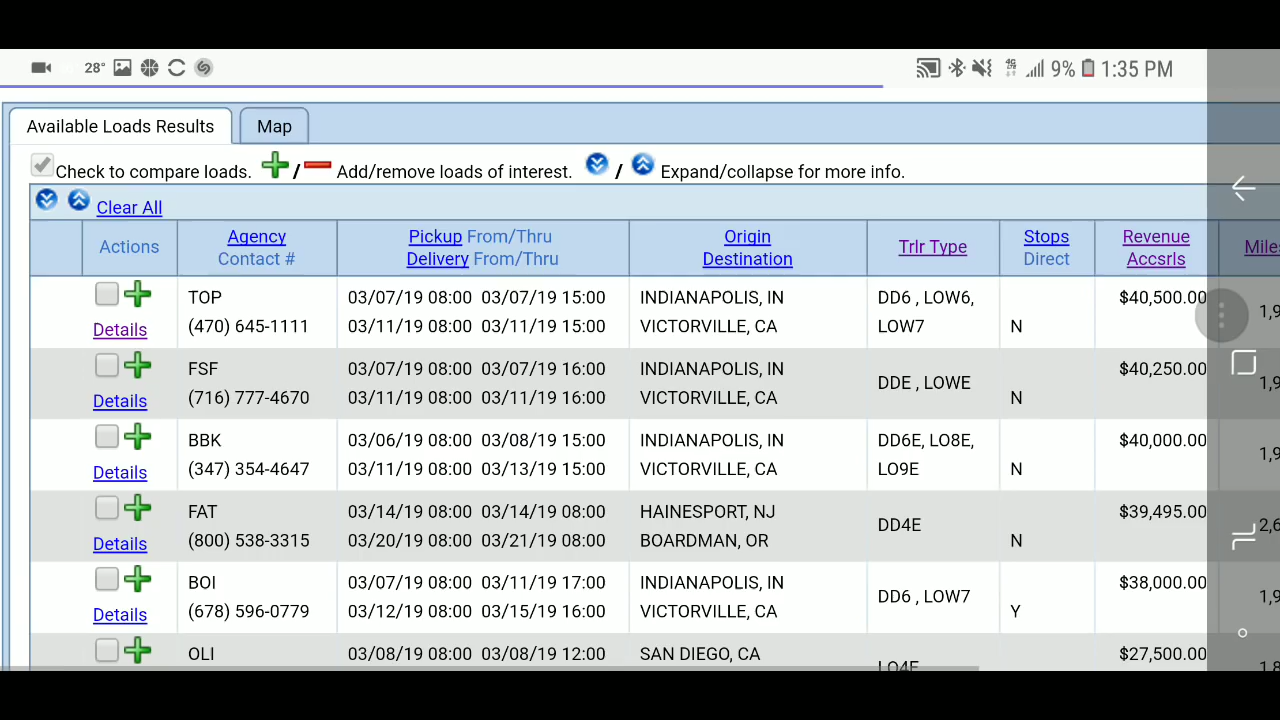 28° 9% 1:35 PM
Available Loads Results Map
Check to compare loads. / Add/remove loads of interest. / Expand/collapse for more info.
Clear All
Actions Agency Contact # Pickup From/Thru Delivery From/Thru Origin Destination Trlr Type Stops Direct Revenue Accsrls
TOP 03/07/19 08:00 03/07/19 15:00 INDIANAPOLIS, IN DD6 , LOW6, $40,500.00
Details (470) 645-1111 03/11/19 08:00 03/11/19 15:00 VICTORVILLE, CA LOW7 N
FSF 03/07/19 08:00 03/07/19 16:00 INDIANAPOLIS, IN DDE , LOWE $40,250.00
Details (716) 777-4670 03/11/19 08:00 03/11/19 16:00 VICTORVILLE, CA N
BBK 03/06/19 08:00 03/08/19 15:00 INDIANAPOLIS, IN DD6E, LO8E, $40,000.00
Details (347) 354-4647 03/11/19 08:00 03/13/19 15:00 VICTORVILLE, CA LO9E N
FAT 03/14/19 08:00 03/14/19 08:00 HAINESPORT, NJ DD4E $39,495.00
Details (800) 538-3315 03/20/19 08:00 03/21/19 08:00 BOARDMAN, OR N
BOI 03/07/19 08:00 03/11/19 17:00 INDIANAPOLIS, IN DD6 , LOW7 $38,000.00
Details (678) 596-0779 03/12/19 08:00 03/15/19 16:00 VICTORVILLE, CA Y
OLI 03/08/19 08:00 03/08/19 12:00 SAN DIEGO, CA $27,500.00